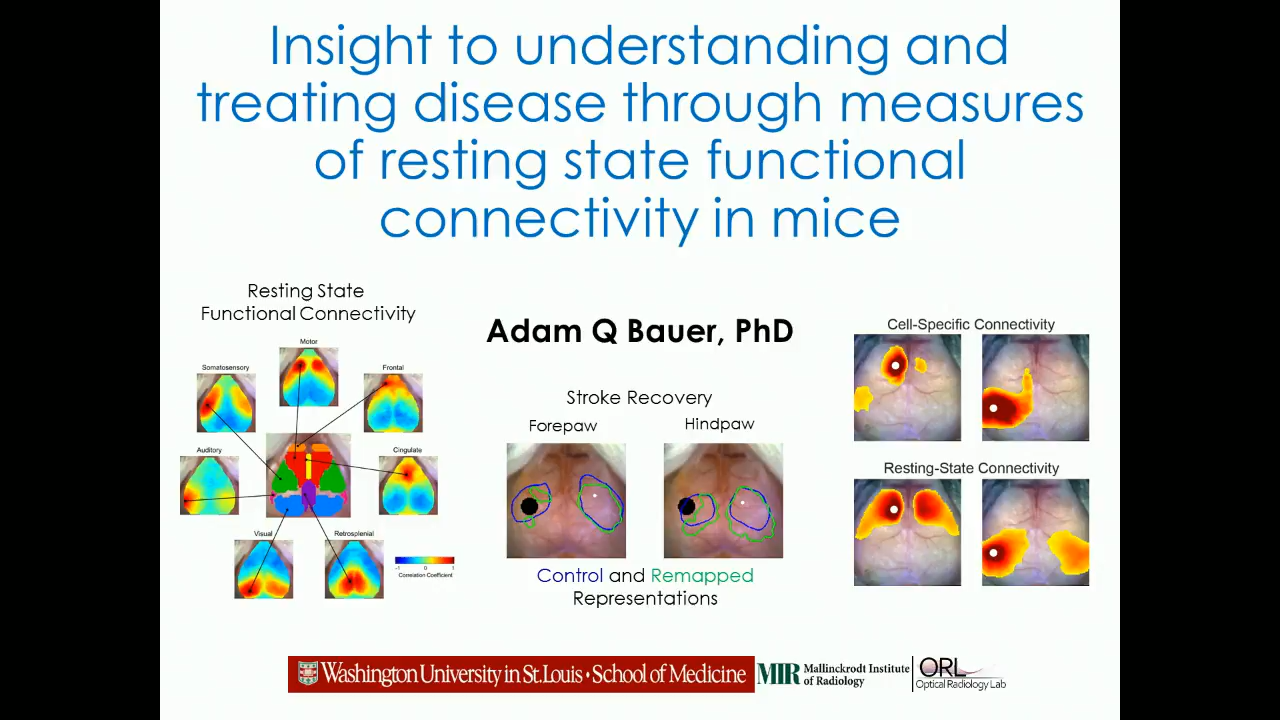 Insight to understanding and
treating disease through measures
of resting state functional
connectivity in mice
Resting State
Functional Connectivity
Motor
Somatosensory
Frontal
Auditory
Cingulate
Visual
Retrosplenial
-1 0 1
Correlation Coefficient
Adam Q Bauer, PhD
Stroke Recovery
Forepaw
Hindpaw
Control and Remapped
Representations
Cell-Specific Connectivity
Resting-State Connectivity
Washington University in St. Louis • School of Medicine
MIR Mallinckrodt Institute
of Radiology
ORL
Optical Radiology Lab